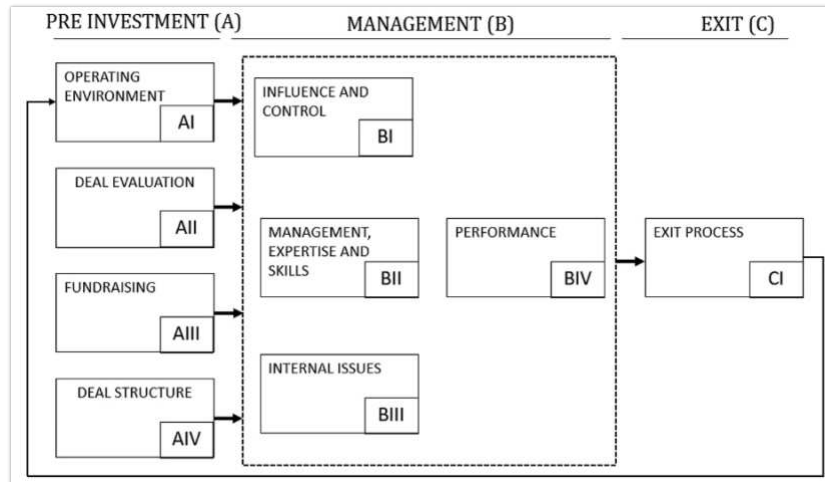 PRE INVESTMENT (A)
MANAGEMENT (B)
EXIT (C)
OPERATING
ENVIRONMENT
AI
DEAL EVALUATION
AII
FUNDRAISING
AIII
DEAL STRUCTURE
AIV
INFLUENCE AND
CONTROL
BI
MANAGEMENT,
EXPERTISE AND
SKILLS
BII
INTERNAL ISSUES
BIII
PERFORMANCE
BIV
EXIT PROCESS
CI